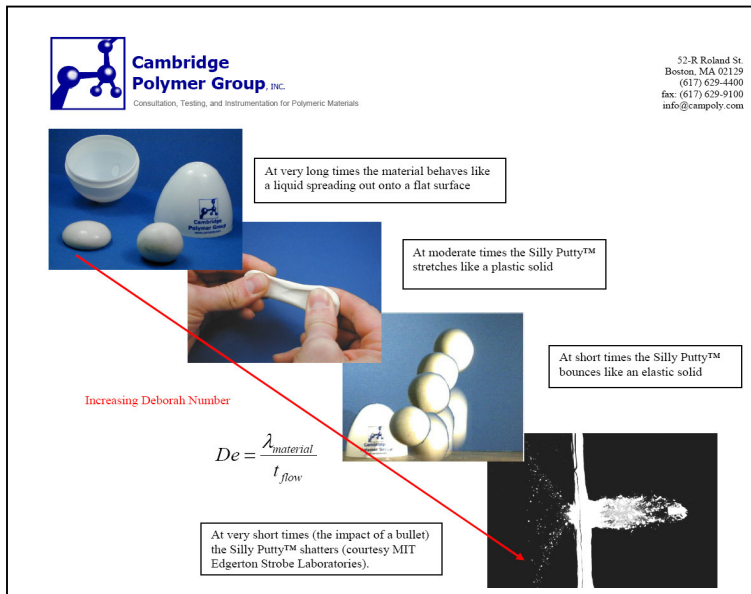 Cambridge
Polymer Group, INC.
Consultation, Testing, and Instrumentation for Polymeric Materials
52-R Roland St.
Boston, MA 02129
(617) 629-4400
fax: (617) 629-9100
info@campoly.com
At very long times the material behaves like
a liquid spreading out onto a flat surface
Cambridge
Polymer Group
At moderate times the Silly Putty™
stretches like a plastic solid
At short times the Silly Putty™
bounces like an elastic solid
Increasing Deborah Number
De = λmaterial / tflow
At very short times (the impact of a bullet)
the Silly Putty™ shatters (courtesy MIT
Edgerton Strobe Laboratories).